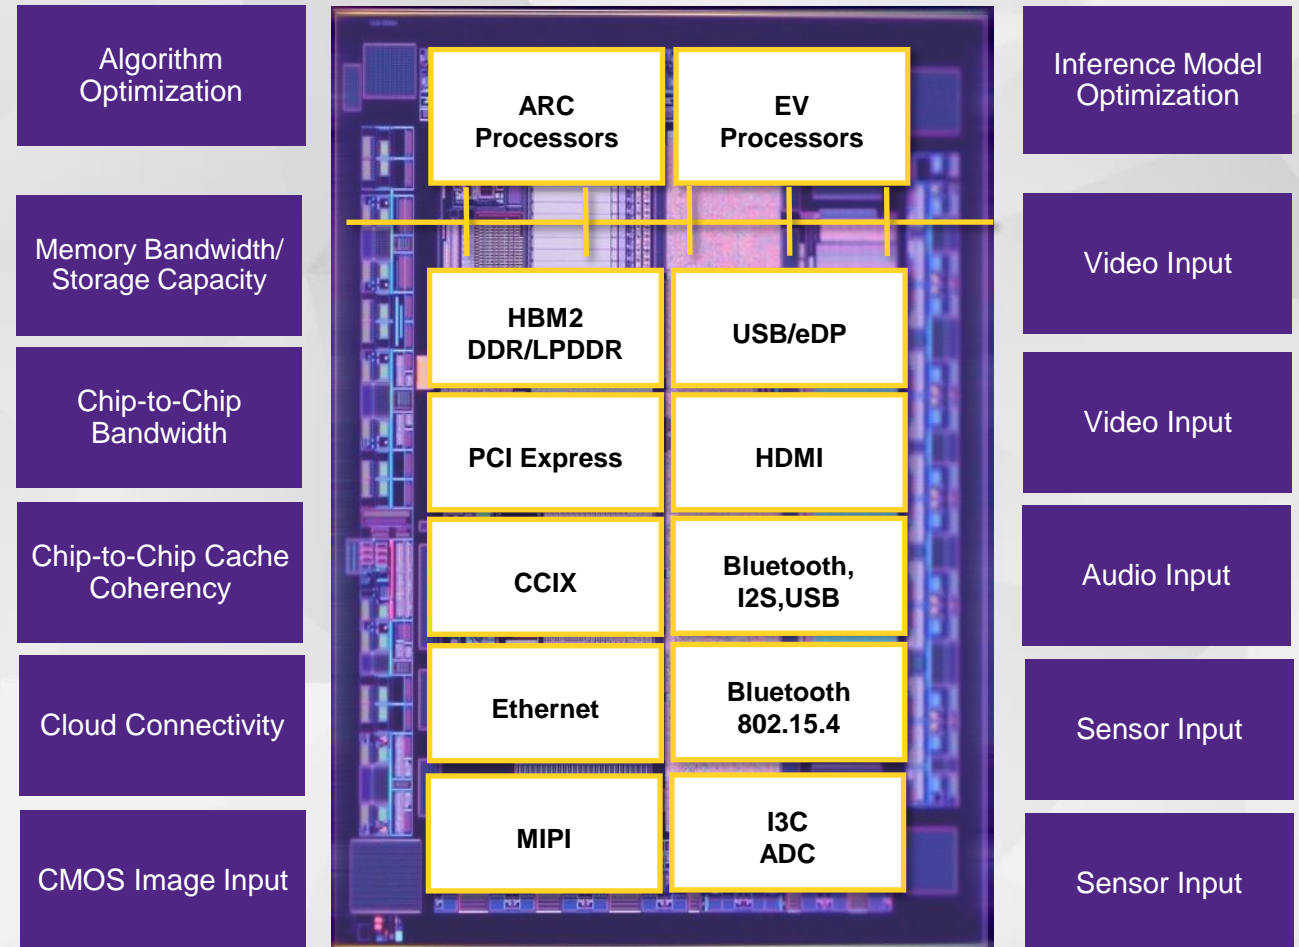 Algorithm
Optimization
ARC
Processors
EV
Processors
Inference Model
Optimization
Memory Bandwidth/
Storage Capacity
HBM2
DDR/LPDDR
USB/eDP
Video Input
Chip-to-Chip
Bandwidth
PCI Express
HDMI
Video Input
Chip-to-Chip Cache
Coherency
CCIX
Bluetooth,
I2S,USB
Audio Input
Cloud Connectivity
Ethernet
Bluetooth
802.15.4
Sensor Input
CMOS Image Input
MIPI
I3C
ADC
Sensor Input